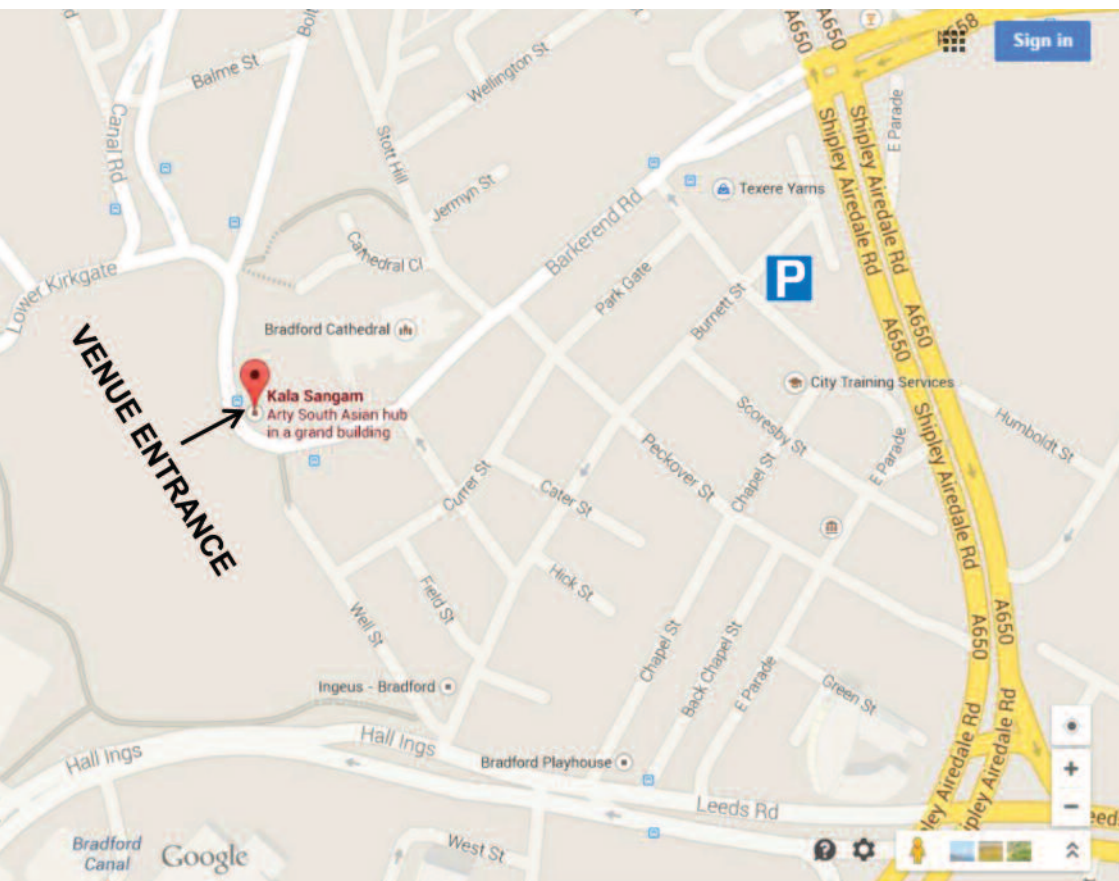 A650
A650
A658
Sign in
Balme St
Wellington St
Canal Rd
Stott Hill
E Parade
Shipley Airedale Rd
Shipley Airedale Rd
Texere Yarns
Jermyn St
Barkerend Rd
Cathedral Cl
Lower Kirkgate
Park Gate
P
Burnett St
Bradford Cathedral
A650
A650
VENUE ENTRANCE
Kala Sangam
Arty South Asian hub
in a grand building
City Training Services
Scoresby St
Humboldt St
Shipley Airedale Rd
Peckover St
Chapel St
E Parade
Currer St
Cater St
Hick St
Field St
Well St
A650
A650
Chapel St
Back Chapel St
E Parade
Green St
Ingeus - Bradford
Hall Ings
Hall Ings
Bradford Playhouse
Leeds Rd
West St
Bradford
Canal
Google